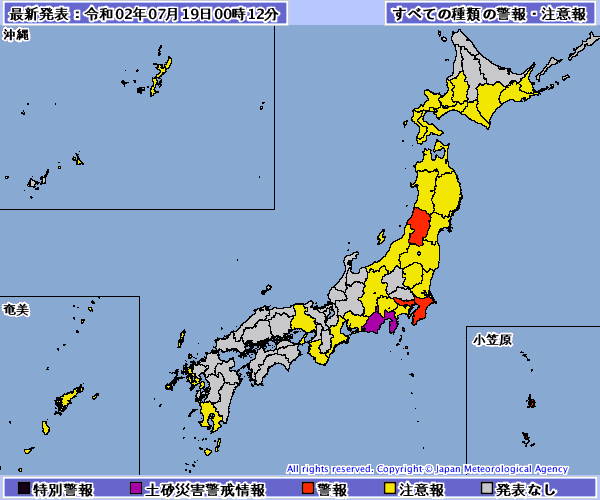 最新発表：令和02年07月19日00時12分
すべての種類の警報・注意報
沖縄
奄美
小笠原
All rights reserved. Copyright © Japan Meteorological Agency
特別警報 土砂災害警戒情報 警報 注意報 発表なし